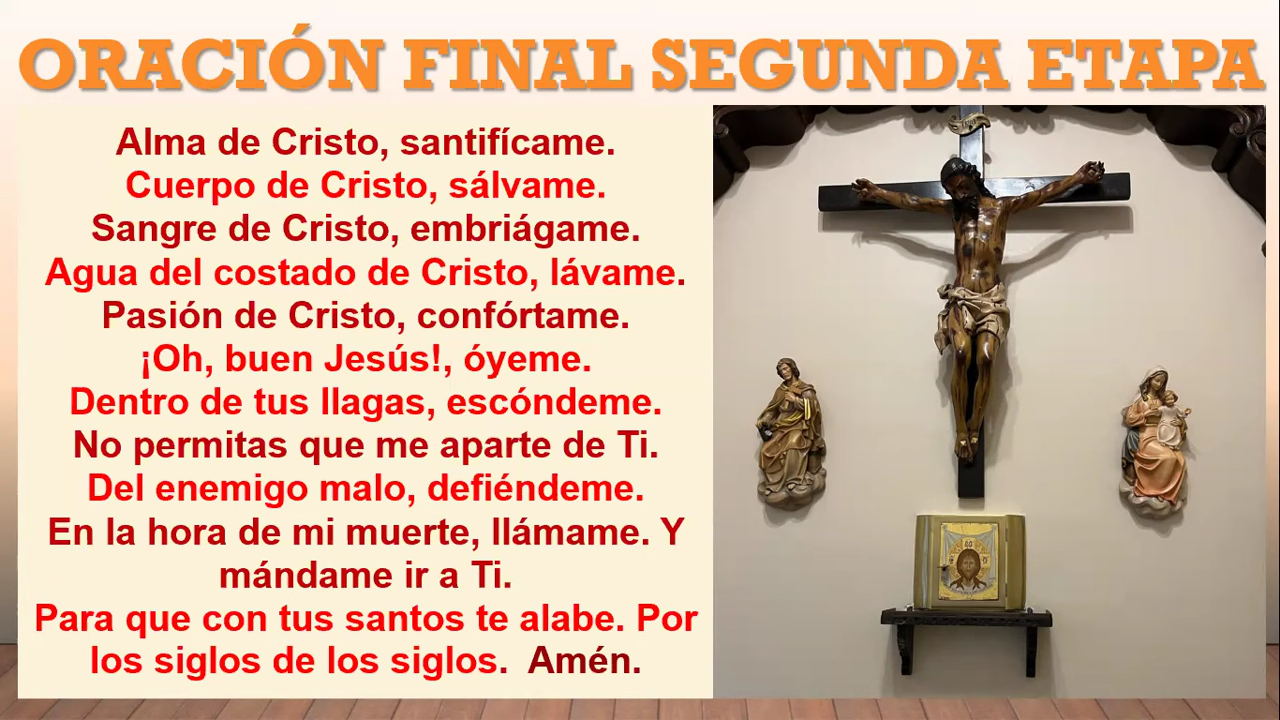 ORACIÓN FINAL SEGUNDA ETAPA
Alma de Cristo, santifícame.
Cuerpo de Cristo, sálvame.
Sangre de Cristo, embriágame.
Agua del costado de Cristo, lávame.
Pasión de Cristo, confórtame.
¡Oh, buen Jesús!, óyeme.
Dentro de tus llagas, escóndeme.
No permitas que me aparte de Ti.
Del enemigo malo, defiéndeme.
En la hora de mi muerte, llámame. Y
mándame ir a Ti.
Para que con tus santos te alabe. Por
los siglos de los siglos.  Amén.